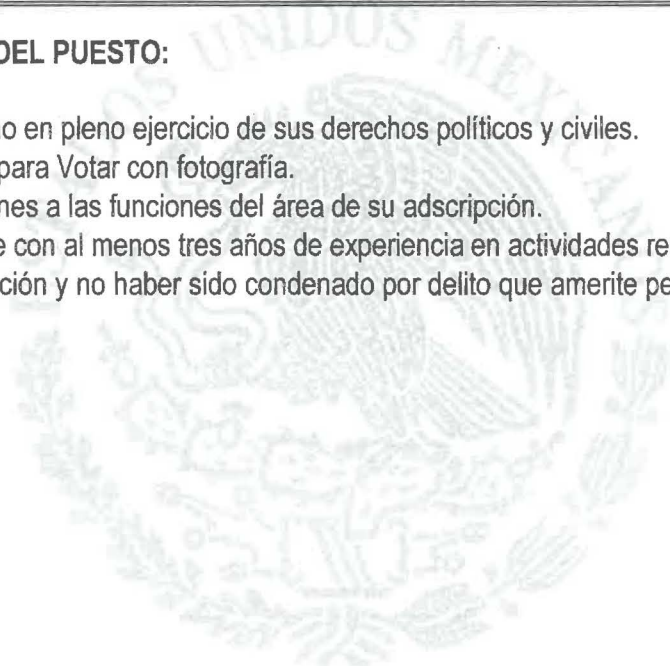 DEL PUESTO:
UNIDOS MEXICANOS
o en pleno ejercicio de sus derechos políticos y civiles.
para Votar con fotografía.
nes a las funciones del área de su adscripción.
e con al menos tres años de experiencia en actividades re
ción y no haber sido condenado por delito que amerite pe